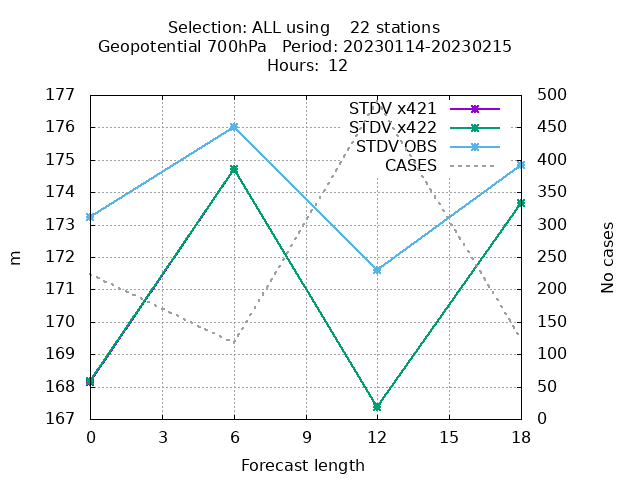 Selection: ALL using    22 stations
Geopotential 700hPa   Period: 20230114-20230215
Hours:  12
STDV x421
STDV x422
STDV OBS
CASES
177
176
175
174
173
172
171
170
169
168
167
500
450
400
350
300
250
200
150
100
50
0
m
No cases
0 3 6 9 12 15 18
Forecast length